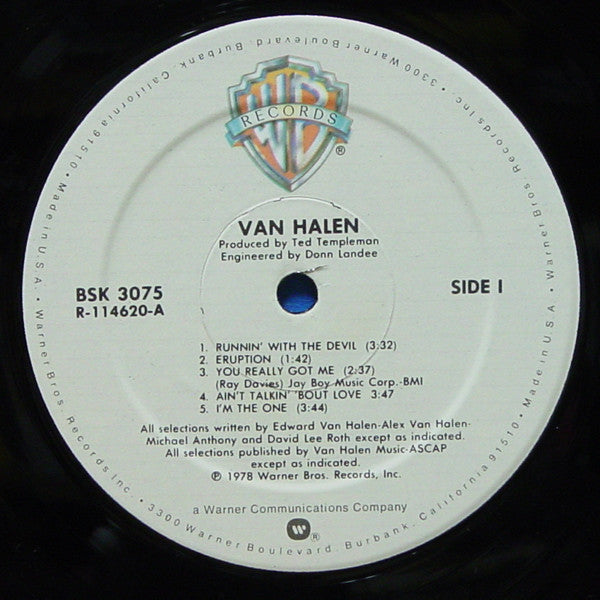 WB
RECORDS
®
VAN HALEN
Produced by Ted Templeman
Engineered by Donn Landee
BSK 3075
R-114620-A
SIDE 1
1. RUNNIN' WITH THE DEVIL (3:32)
2. ERUPTION (1:42)
3. YOU REALLY GOT ME (2:37)
(Ray Davies) Jay Boy Music Corp.-BMI
4. AIN'T TALKIN' 'BOUT LOVE 3:47
5. I'M THE ONE (3:44)
All selections written by Edward Van Halen-Alex Van Halen-
Michael Anthony and David Lee Roth except as indicated.
All selections published by Van Halen Music-ASCAP
except as indicated.
℗ 1978 Warner Bros. Records, Inc.
a Warner Communications Company
W®
Warner Bros. Records Inc. • 3300 Warner Boulevard, Burbank, California 91510 • Made in U.S.A. •
Warner Bros. Records Inc. • 3300 Warner Boulevard, Burbank, California 91510 • Made in U.S.A. •